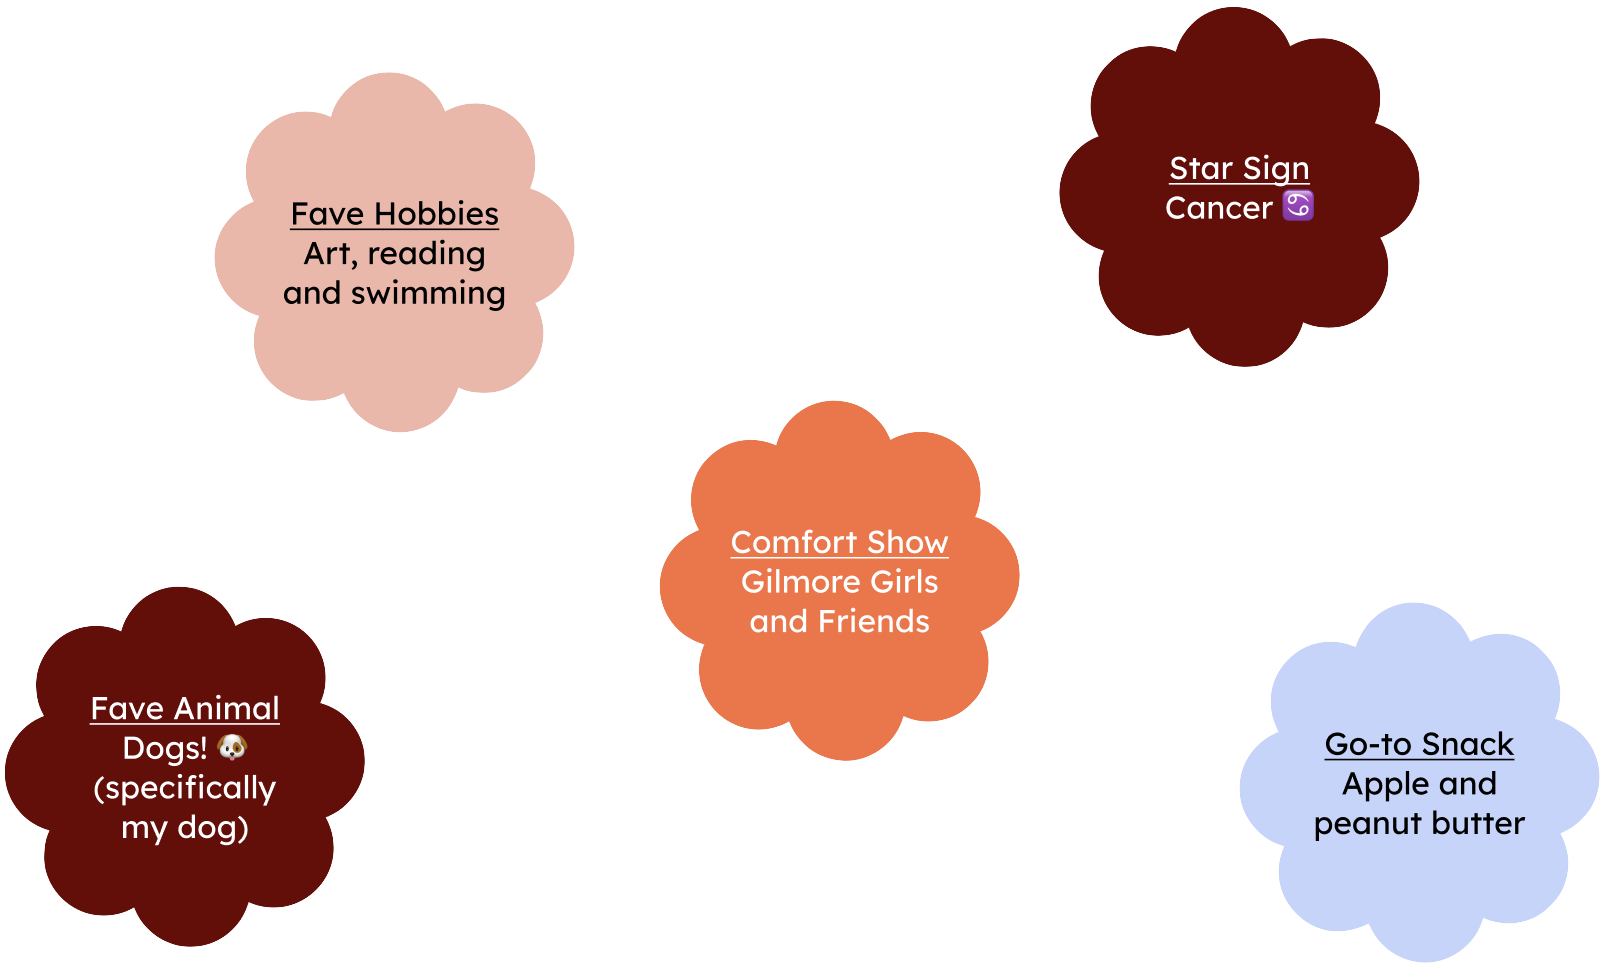 Fave Hobbies
Art, reading
and swimming
Star Sign
Cancer ♋
Comfort Show
Gilmore Girls
and Friends
Fave Animal
Dogs! 🐶
(specifically
my dog)
Go-to Snack
Apple and
peanut butter